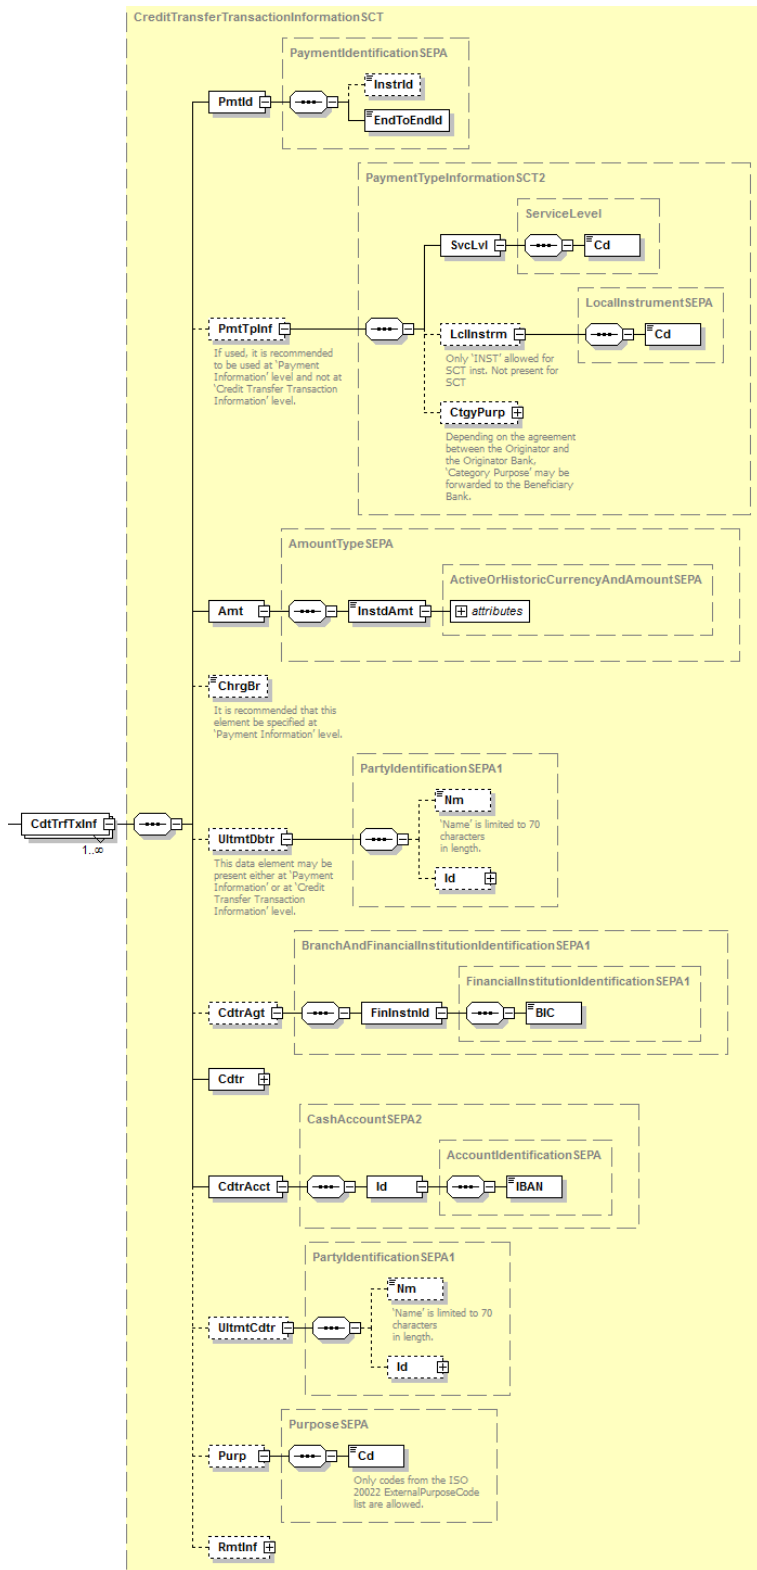 CreditTransferTransactionInformationSCT
PaymentIdentificationSEPA
InstrId
PmtId
EndToEndId
PaymentTypeInformationSCT2
ServiceLevel
SvcLvl
Cd
LocalInstrumentSEPA
PmtTpInf
LclInstrm
Cd
If used, it is recommended
to be used at 'Payment
Information' level and not at
'Credit Transfer Transaction
Information' level.
Only 'INST' allowed for
SCT inst. Not present for
SCT
CtgyPurp
Depending on the agreement
between the Originator and
the Originator Bank,
'Category Purpose' may be
forwarded to the Beneficiary
Bank.
AmountTypeSEPA
ActiveOrHistoricCurrencyAndAmountSEPA
Amt
InstdAmt
attributes
ChrgBr
It is recommended that this
element be specified at
'Payment Information' level.
PartyIdentificationSEPA1
Nm
'Name' is limited to 70
characters
in length.
CdtTrfTxInf
1..∞
UltmtDbtr
This data element may be
present either at 'Payment
Information' or at 'Credit
Transfer Transaction
Information' level.
Id
BranchAndFinancialInstitutionIdentificationSEPA1
FinancialInstitutionIdentificationSEPA1
CdtrAgt
FinInstnId
BIC
Cdtr
CashAccountSEPA2
AccountIdentificationSEPA
CdtrAcct
Id
IBAN
PartyIdentificationSEPA1
Nm
'Name' is limited to 70
characters
in length.
UltmtCdtr
Id
PurposeSEPA
Purp
Cd
Only codes from the ISO
20022 ExternalPurposeCode
list are allowed.
RmtInf